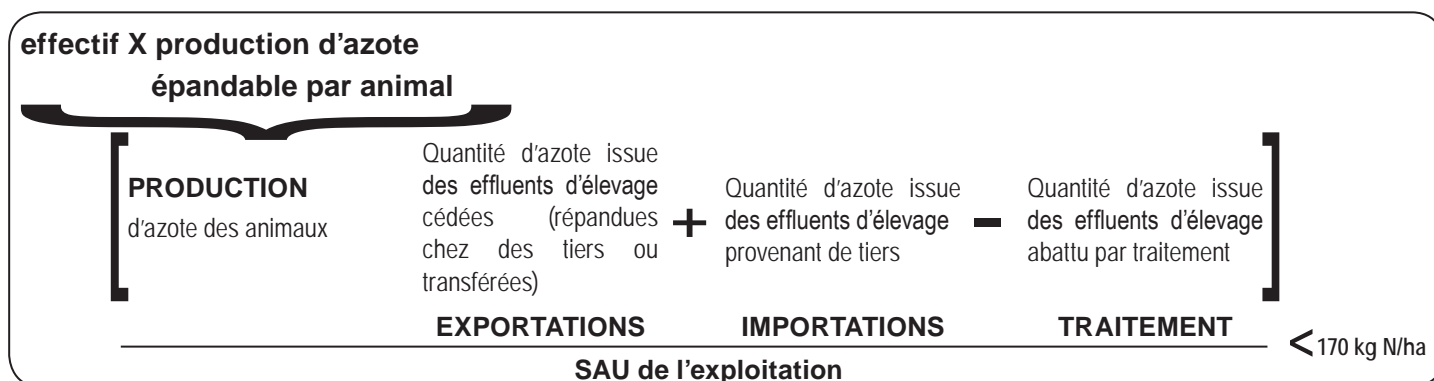 effectif X production d’azote
épandable par animal
PRODUCTION
d’azote des animaux
Quantité d’azote issue
des effluents d’élevage
cédées (répandues
chez des tiers ou
transférées)
+
Quantité d’azote issue
des effluents d’élevage
provenant de tiers
-
Quantité d’azote issue
des effluents d’élevage
abattu par traitement
EXPORTATIONS IMPORTATIONS TRAITEMENT
< 170 kg N/ha
SAU de l’exploitation